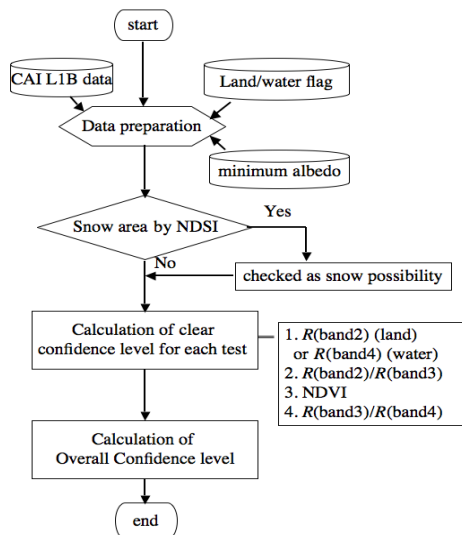 start
CAI L1B data
Land/water flag
Data preparation
minimum albedo
Snow area by NDSI
Yes
No
checked as snow possibility
Calculation of clear
confidence level for each test
1. R(band2) (land)
or R(band4) (water)
2. R(band2)/R(band3)
3. NDVI
4. R(band3)/R(band4)
Calculation of
Overall Confidence level
end